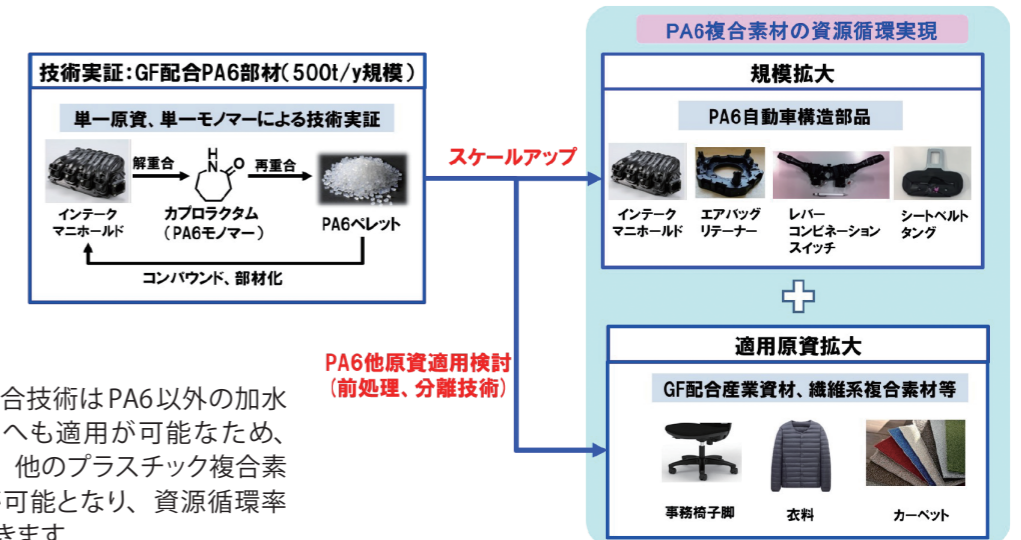 PA6複合素材の資源循環実現
技術実証:GF配合PA6部材(500t/y規模)
単一原資、単一モノマーによる技術実証
解重合
再重合
H
N
O
インテーク
マニホールド
カプロラクタム
(PA6モノマー)
PA6ペレット
コンパウンド、部材化
スケールアップ
PA6他原資適用検討
(前処理、分離技術)
規模拡大
PA6自動車構造部品
インテーク
マニホールド
エアバッグ
リテーナー
レバー
コンビネーション
スイッチ
シートベルト
タング
適用原資拡大
GF配合産業資材、繊維系複合素材等
事務椅子脚
衣料
カーペット
合技術はPA6以外の加水
へも適用が可能なため、
他のプラスチック複合素
可能となり、資源循環率
きます